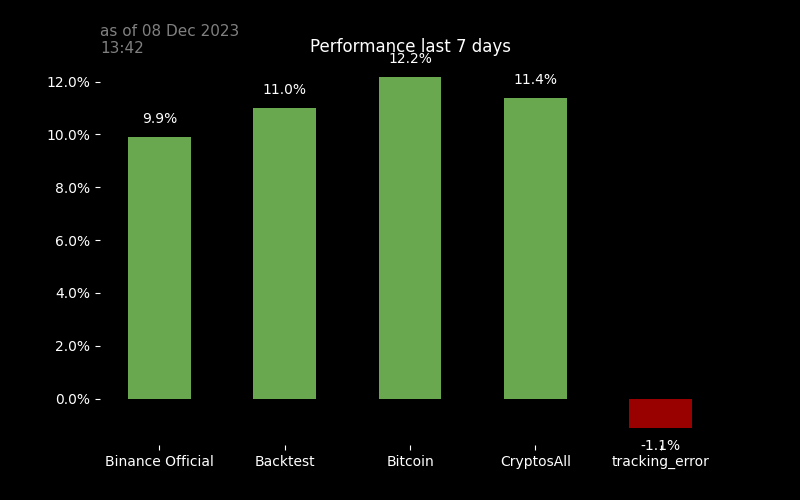 as of 08 Dec 2023
13:42
Performance last 7 days
12.2%
12.0%
11.4%
11.0%
10.0%
9.9%
8.0%
6.0%
4.0%
2.0%
0.0%
-1.1%
Binance Official
Backtest
Bitcoin
CryptosAll
tracking_error